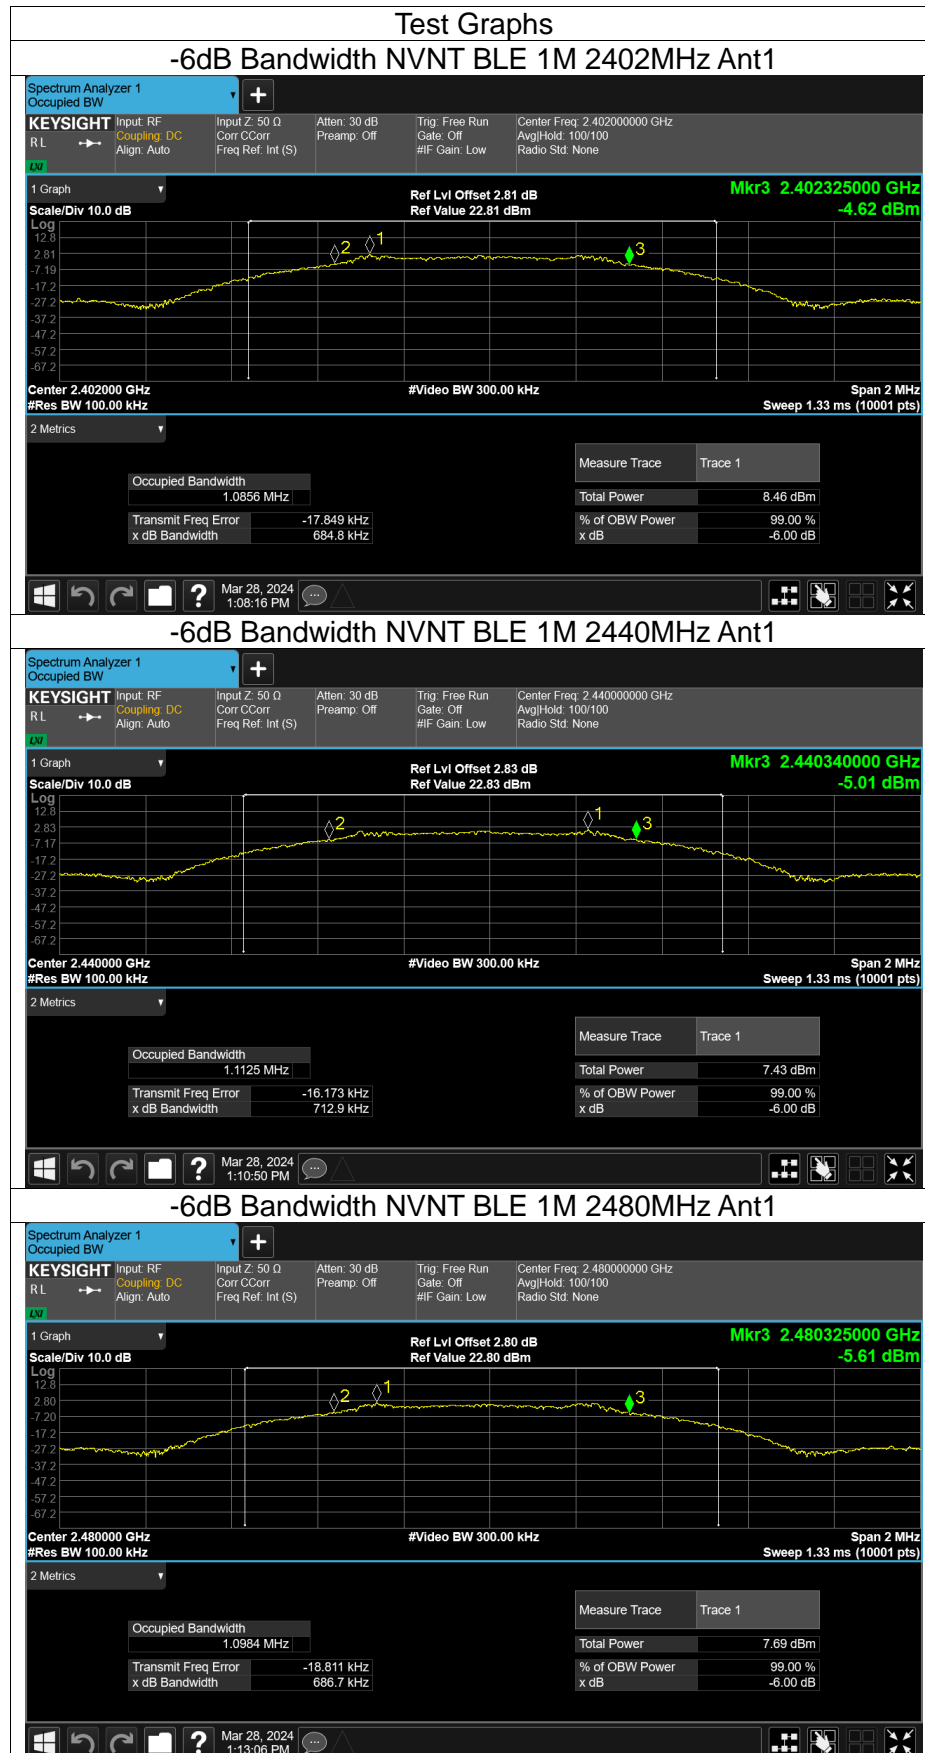 Test Graphs
-6dB Bandwidth NVNT BLE 1M 2402MHz Ant1
Spectrum Analyzer 1
Occupied BW
+
KEYSIGHT Input: RF Input Z: 50 Ω Atten: 30 dB Trig: Free Run Center Freq: 2.402000000 GHz
RL Coupling: DC Corr CCorr Preamp: Off Gate: Off Avg|Hold: 100/100
Align: Auto Freq Ref: Int (S) #IF Gain: Low Radio Std: None
LXI
1 Graph Ref Lvl Offset 2.81 dB Mkr3 2.402325000 GHz
Scale/Div 10.0 dB Ref Value 22.81 dBm -4.62 dBm
Log
12.8
2.81
-7.19
-17.2
-27.2
-37.2
-47.2
-57.2
-67.2
2 1 3
Center 2.402000 GHz #Video BW 300.00 kHz Span 2 MHz
#Res BW 100.00 kHz Sweep 1.33 ms (10001 pts)
2 Metrics
Measure Trace Trace 1
Occupied Bandwidth
1.0856 MHz Total Power 8.46 dBm
Transmit Freq Error -17.849 kHz % of OBW Power 99.00 %
x dB Bandwidth 684.8 kHz x dB -6.00 dB
? Mar 28, 2024
1:08:16 PM
-6dB Bandwidth NVNT BLE 1M 2440MHz Ant1
Spectrum Analyzer 1
Occupied BW
+
KEYSIGHT Input: RF Input Z: 50 Ω Atten: 30 dB Trig: Free Run Center Freq: 2.440000000 GHz
RL Coupling: DC Corr CCorr Preamp: Off Gate: Off Avg|Hold: 100/100
Align: Auto Freq Ref: Int (S) #IF Gain: Low Radio Std: None
LXI
1 Graph Ref Lvl Offset 2.83 dB Mkr3 2.440340000 GHz
Scale/Div 10.0 dB Ref Value 22.83 dBm -5.01 dBm
Log
12.8
2.83
-7.17
-17.2
-27.2
-37.2
-47.2
-57.2
-67.2
2 1 3
Center 2.440000 GHz #Video BW 300.00 kHz Span 2 MHz
#Res BW 100.00 kHz Sweep 1.33 ms (10001 pts)
2 Metrics
Measure Trace Trace 1
Occupied Bandwidth
1.1125 MHz Total Power 7.43 dBm
Transmit Freq Error -16.173 kHz % of OBW Power 99.00 %
x dB Bandwidth 712.9 kHz x dB -6.00 dB
? Mar 28, 2024
1:10:50 PM
-6dB Bandwidth NVNT BLE 1M 2480MHz Ant1
Spectrum Analyzer 1
Occupied BW
+
KEYSIGHT Input: RF Input Z: 50 Ω Atten: 30 dB Trig: Free Run Center Freq: 2.480000000 GHz
RL Coupling: DC Corr CCorr Preamp: Off Gate: Off Avg|Hold: 100/100
Align: Auto Freq Ref: Int (S) #IF Gain: Low Radio Std: None
LXI
1 Graph Ref Lvl Offset 2.80 dB Mkr3 2.480325000 GHz
Scale/Div 10.0 dB Ref Value 22.80 dBm -5.61 dBm
Log
12.8
2.80
-7.20
-17.2
-27.2
-37.2
-47.2
-57.2
-67.2
2 1 3
Center 2.480000 GHz #Video BW 300.00 kHz Span 2 MHz
#Res BW 100.00 kHz Sweep 1.33 ms (10001 pts)
2 Metrics
Measure Trace Trace 1
Occupied Bandwidth
1.0984 MHz Total Power 7.69 dBm
Transmit Freq Error -18.811 kHz % of OBW Power 99.00 %
x dB Bandwidth 686.7 kHz x dB -6.00 dB
? Mar 28, 2024
1:13:06 PM